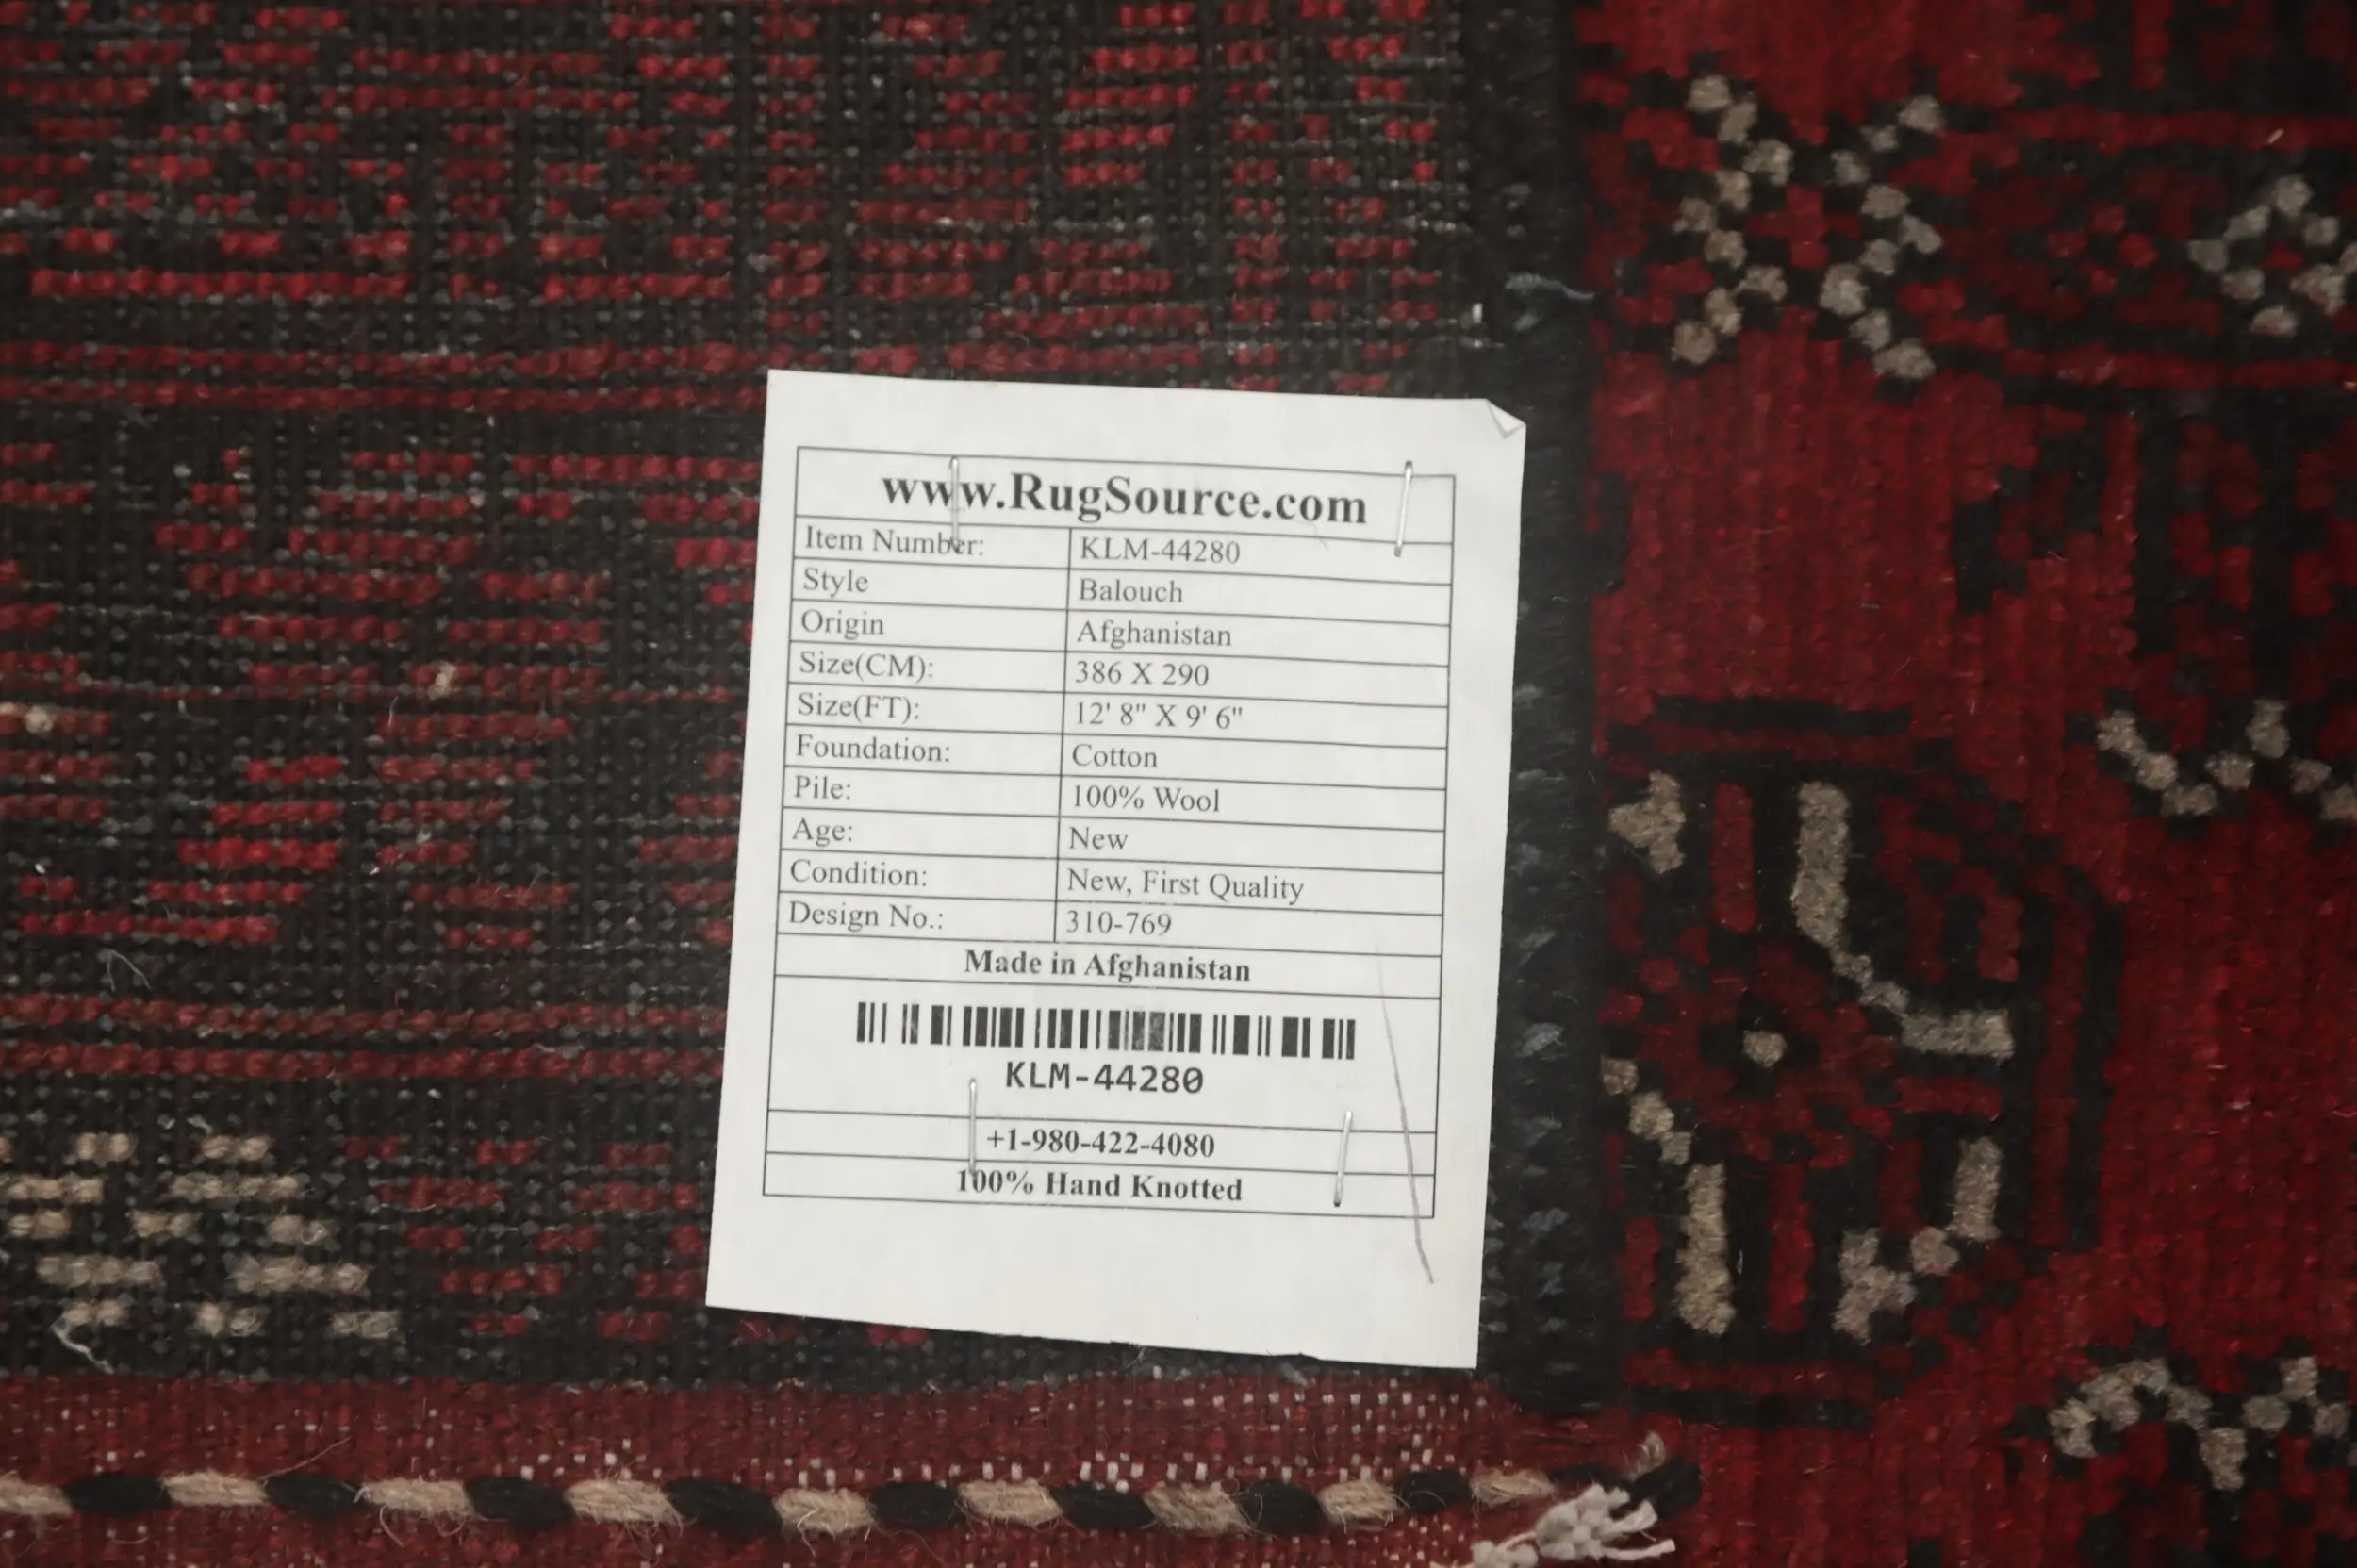 www.RugSource.com
Item Number: KLM-44280
Style Balouch
Origin Afghanistan
Size(CM): 386 X 290
Size(FT): 12' 8" X 9' 6"
Foundation: Cotton
Pile: 100% Wool
Age: New
Condition: New, First Quality
Design No.: 310-769
Made in Afghanistan
KLM-44280
+1-980-422-4080
100% Hand Knotted